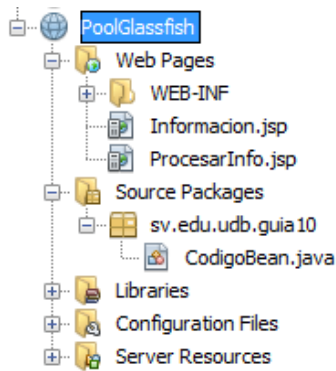 PoolGlassfish
Web Pages
WEB-INF
Informacion.jsp
ProcesarInfo.jsp
Source Packages
sv.edu.udb.guia10
CodigoBean.java
Libraries
Configuration Files
Server Resources